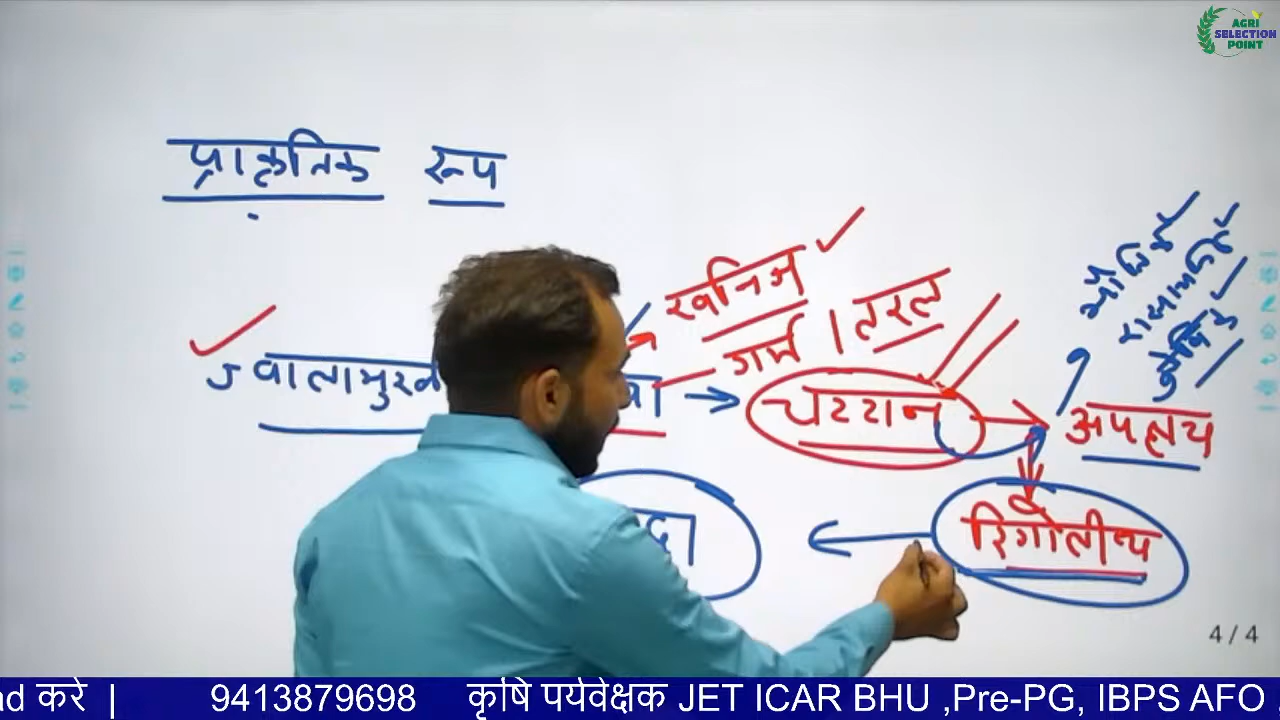 AGRI
SELECTION
POINT
प्राकृतिक रूप
खनिज
गर्म / तरल
भौतिक
रासायनिक
जैविक
ज्वालामुखी
चट्टान
अपक्षय
रिगोलीथ
4 / 4
ad करे | 9413879698 कृषि पर्यवेक्षक JET ICAR BHU ,Pre-PG, IBPS AFO